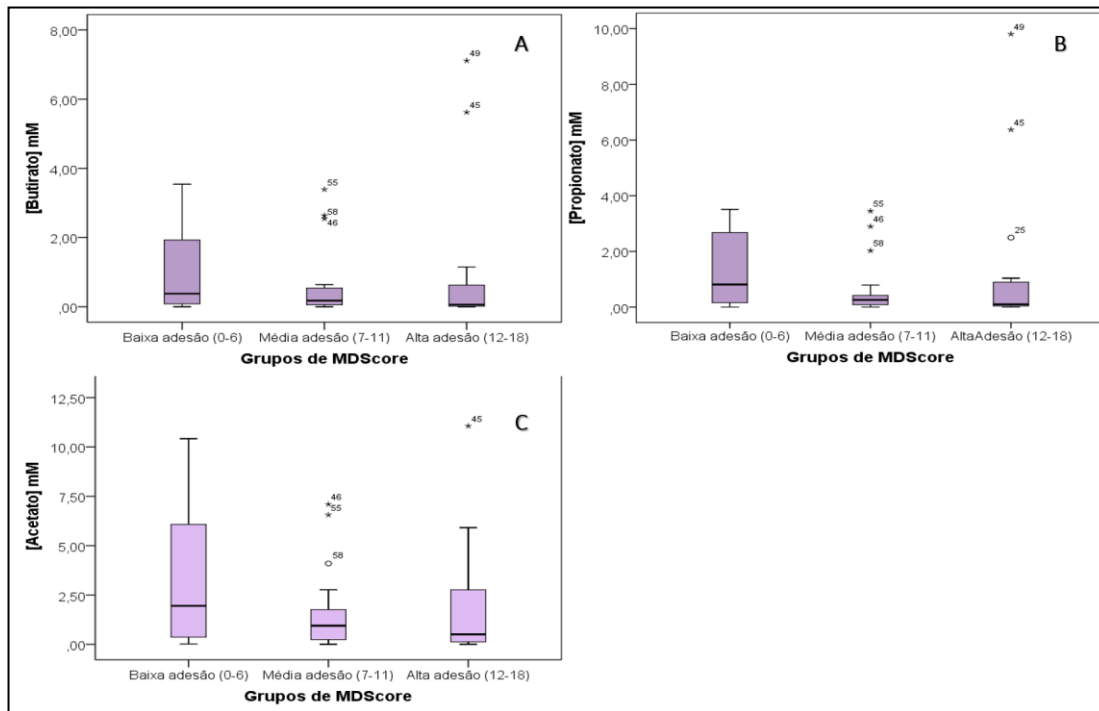 A
[Butirato] mM
8,00
6,00
4,00
2,00
,00
49
45
55
58
46
Baixa adesão (0-6) Média adesão (7-11) Alta adesão (12-18)
Grupos de MDScore
B
[Propionato] mM
10,00
8,00
6,00
4,00
2,00
,00
49
45
55
46
58
25
Baixa adesão (0-6) Média adesão (7-11) AltaAdesão (12-18)
Grupos de MDScore
C
[Acetato] mM
12,50
10,00
7,50
5,00
2,50
,00
45
46
55
58
Baixa adesão (0-6) Média adesão (7-11) Alta adesão (12-18)
Grupos de MDScore